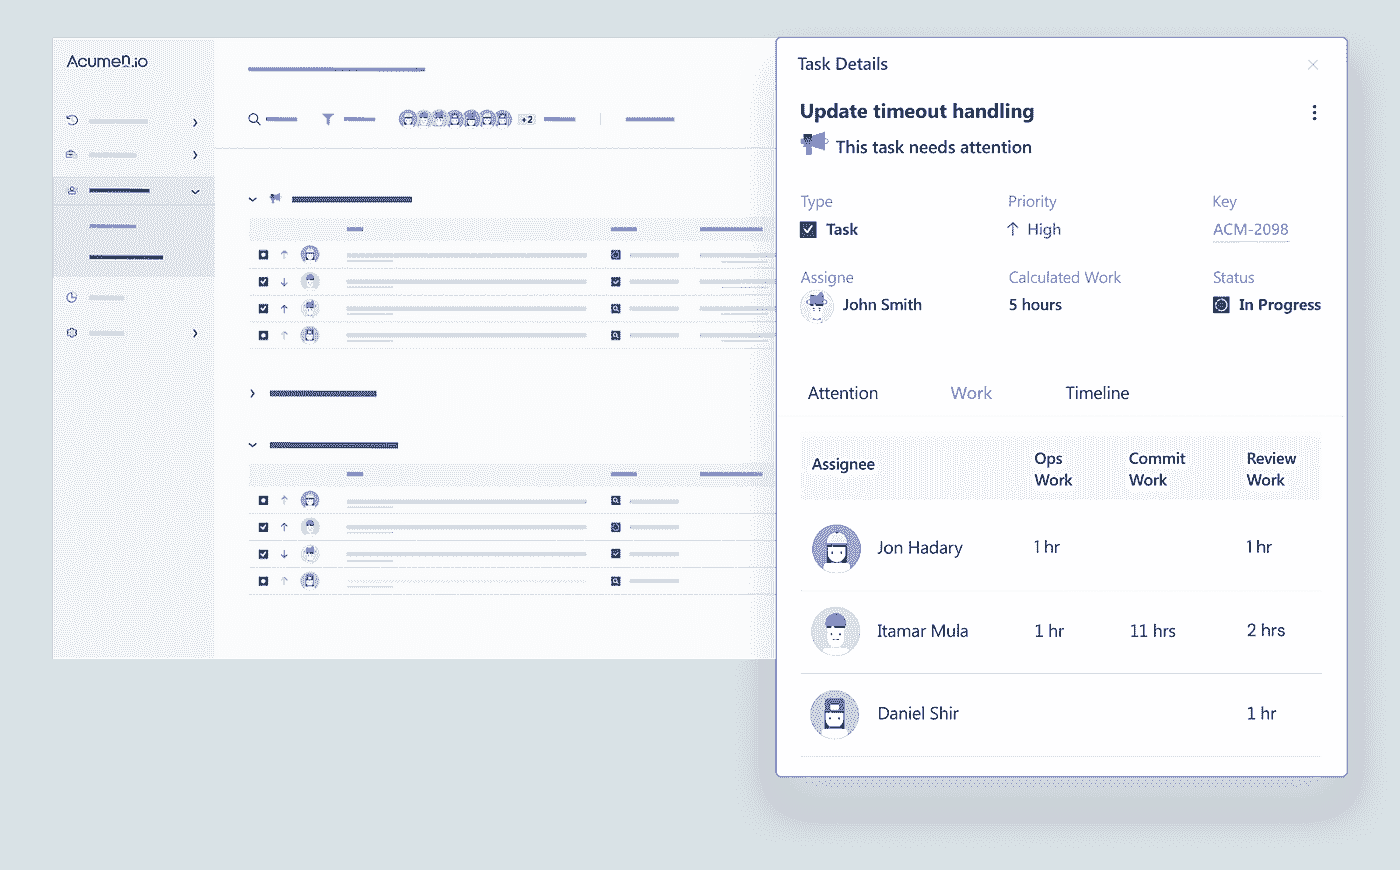 Acumen.io
+2
Task Details
Update timeout handling
This task needs attention
Type Priority Key
Task High ACM-2098
Assigne Calculated Work Status
John Smith 5 hours In Progress
Attention Work Timeline
Assignee Ops Work Commit Work Review Work
Jon Hadary 1 hr 1 hr
Itamar Mula 1 hr 11 hrs 2 hrs
Daniel Shir 1 hr